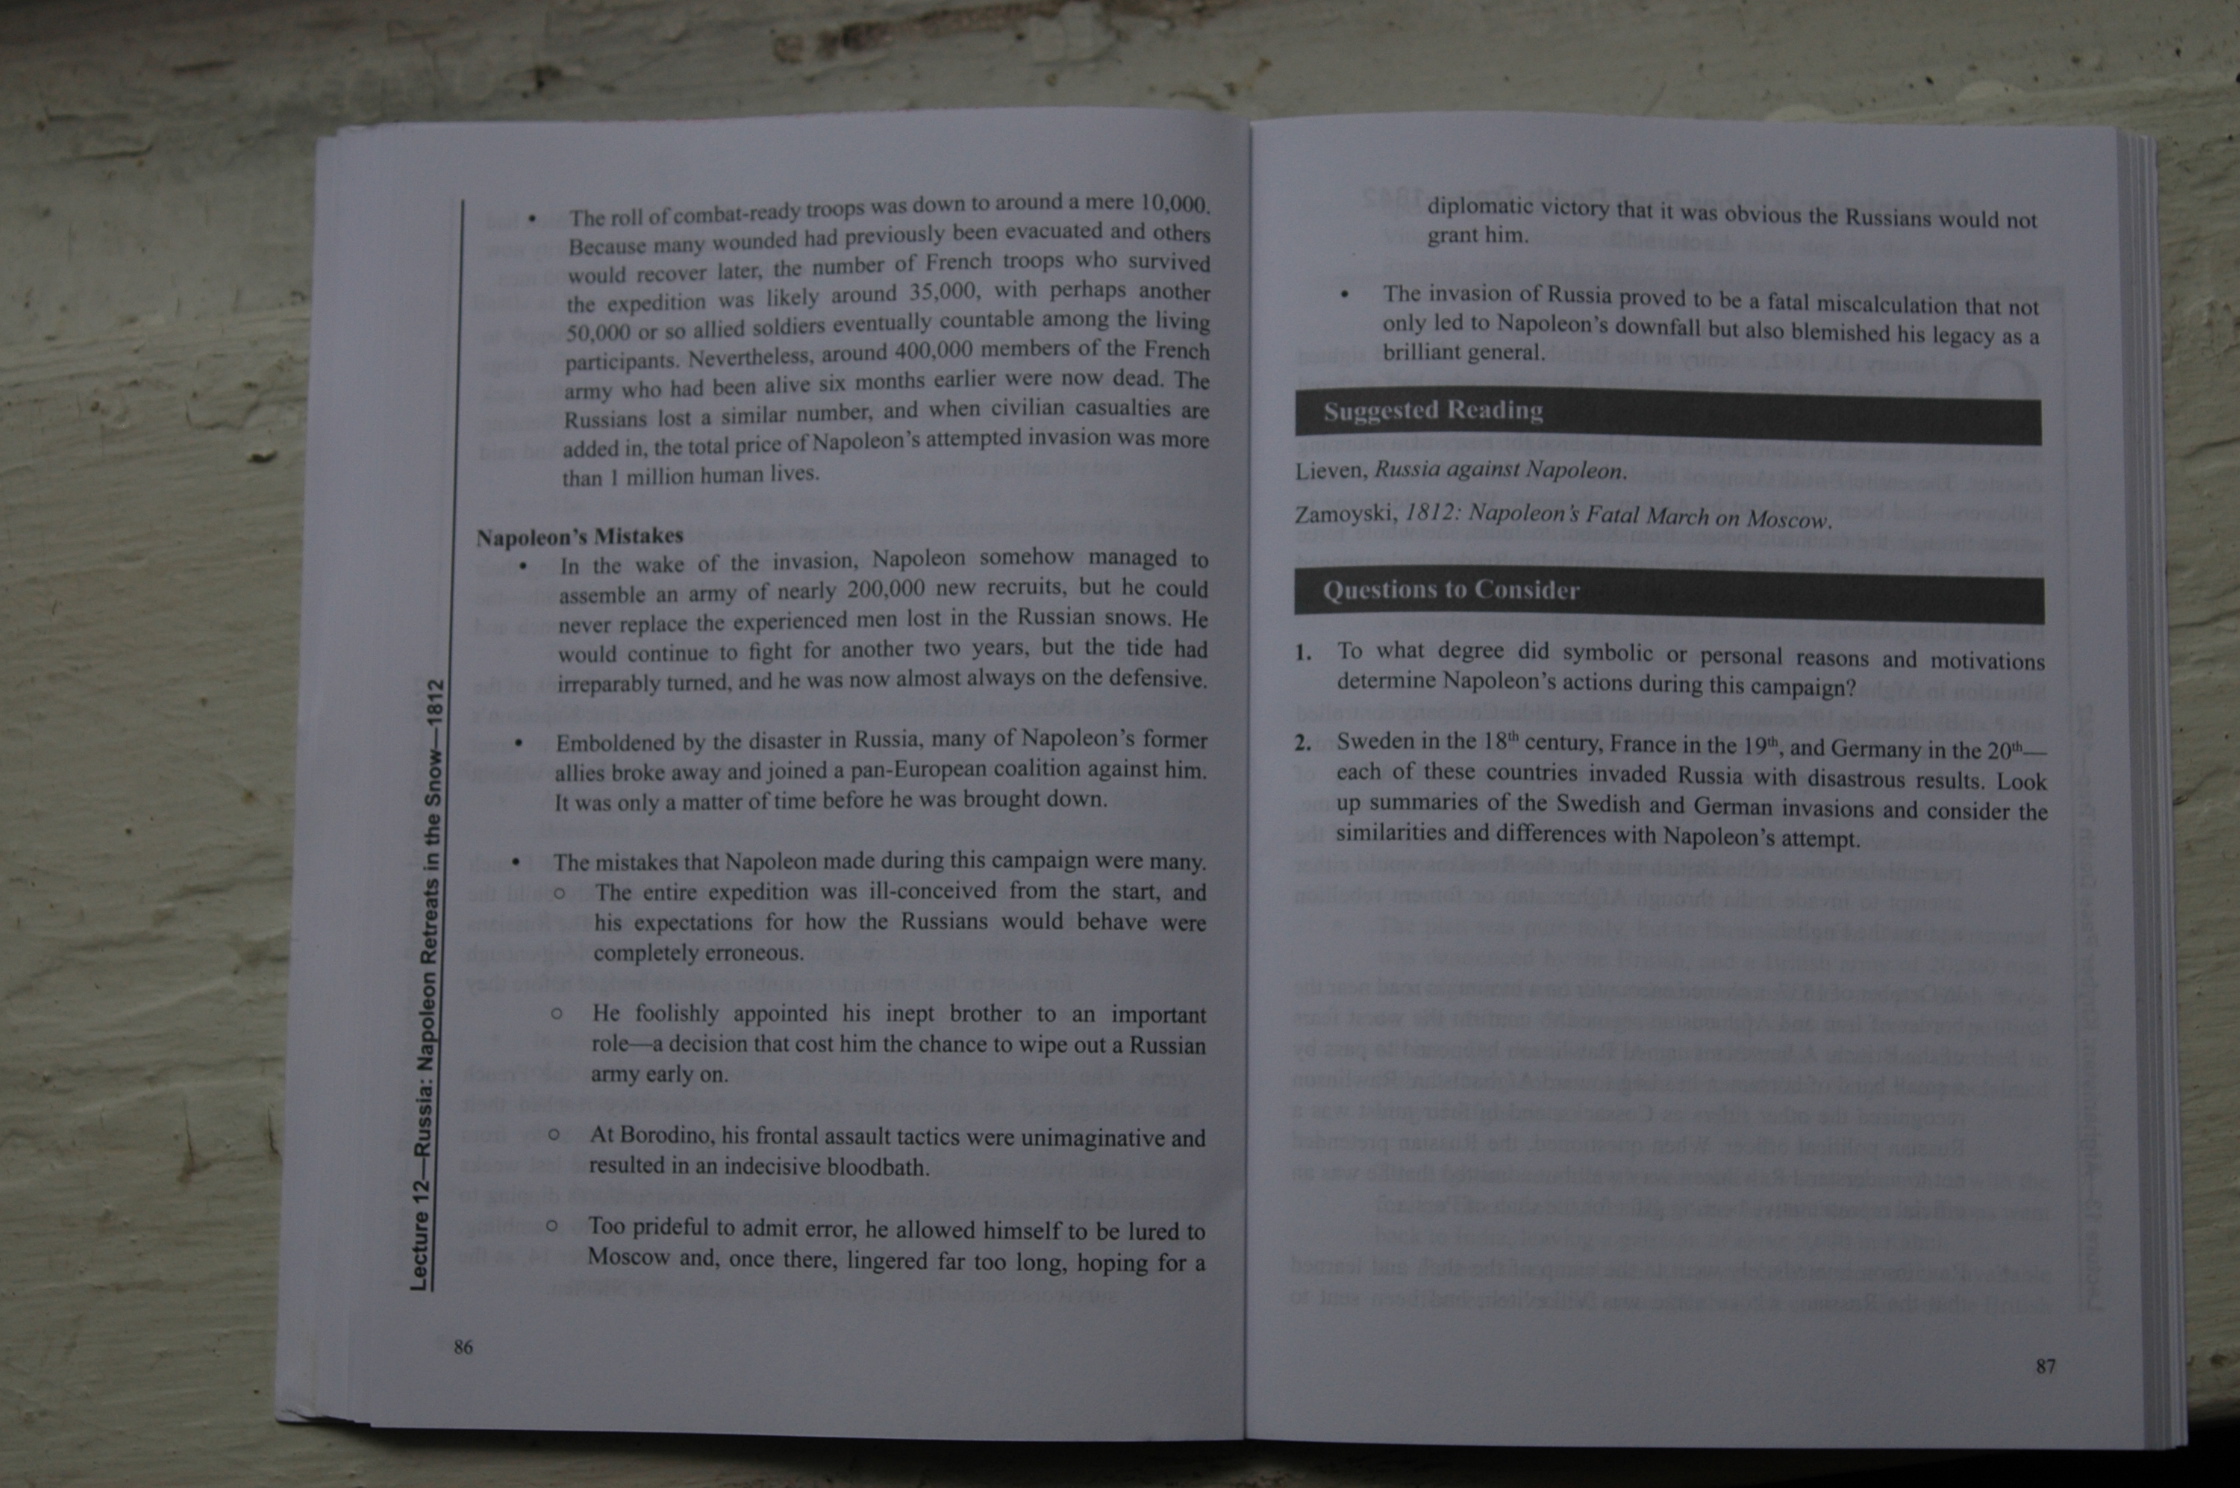 • The roll of combat-ready troops was down to around a mere 10,000.
Because many wounded had previously been evacuated and others
would recover later, the number of French troops who survived
the expedition was likely around 35,000, with perhaps another
50,000 or so allied soldiers eventually countable among the living
participants. Nevertheless, around 400,000 members of the French
army who had been alive six months earlier were now dead. The
Russians lost a similar number, and when civilian casualties are
added in, the total price of Napoleon's attempted invasion was more
than 1 million human lives.
Napoleon's Mistakes
• In the wake of the invasion, Napoleon somehow managed to
assemble an army of nearly 200,000 new recruits, but he could
never replace the experienced men lost in the Russian snows. He
would continue to fight for another two years, but the tide had
irreparably turned, and he was now almost always on the defensive.
• Emboldened by the disaster in Russia, many of Napoleon's former
allies broke away and joined a pan-European coalition against him.
It was only a matter of time before he was brought down.
• The mistakes that Napoleon made during this campaign were many.
○ The entire expedition was ill-conceived from the start, and
his expectations for how the Russians would behave were
completely erroneous.
○ He foolishly appointed his inept brother to an important
role—a decision that cost him the chance to wipe out a Russian
army early on.
○ At Borodino, his frontal assault tactics were unimaginative and
resulted in an indecisive bloodbath.
○ Too prideful to admit error, he allowed himself to be lured to
Moscow and, once there, lingered far too long, hoping for a
Lecture 12—Russia: Napoleon Retreats in the Snow—1812
86
diplomatic victory that it was obvious the Russians would not
grant him.
• The invasion of Russia proved to be a fatal miscalculation that not
only led to Napoleon's downfall but also blemished his legacy as a
brilliant general.
Suggested Reading
Lieven, Russia against Napoleon.
Zamoyski, 1812: Napoleon's Fatal March on Moscow.
Questions to Consider
1. To what degree did symbolic or personal reasons and motivations
determine Napoleon's actions during this campaign?
2. Sweden in the 18th century, France in the 19th, and Germany in the 20th—
each of these countries invaded Russia with disastrous results. Look
up summaries of the Swedish and German invasions and consider the
similarities and differences with Napoleon's attempt.
87